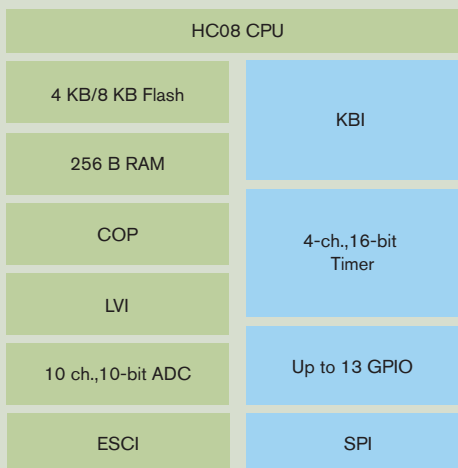 HC08 CPU
4 KB/8 KB Flash
256 B RAM
COP
LVI
10 ch.,10-bit ADC
ESCI
KBI
4-ch.,16-bit
Timer
Up to 13 GPIO
SPI